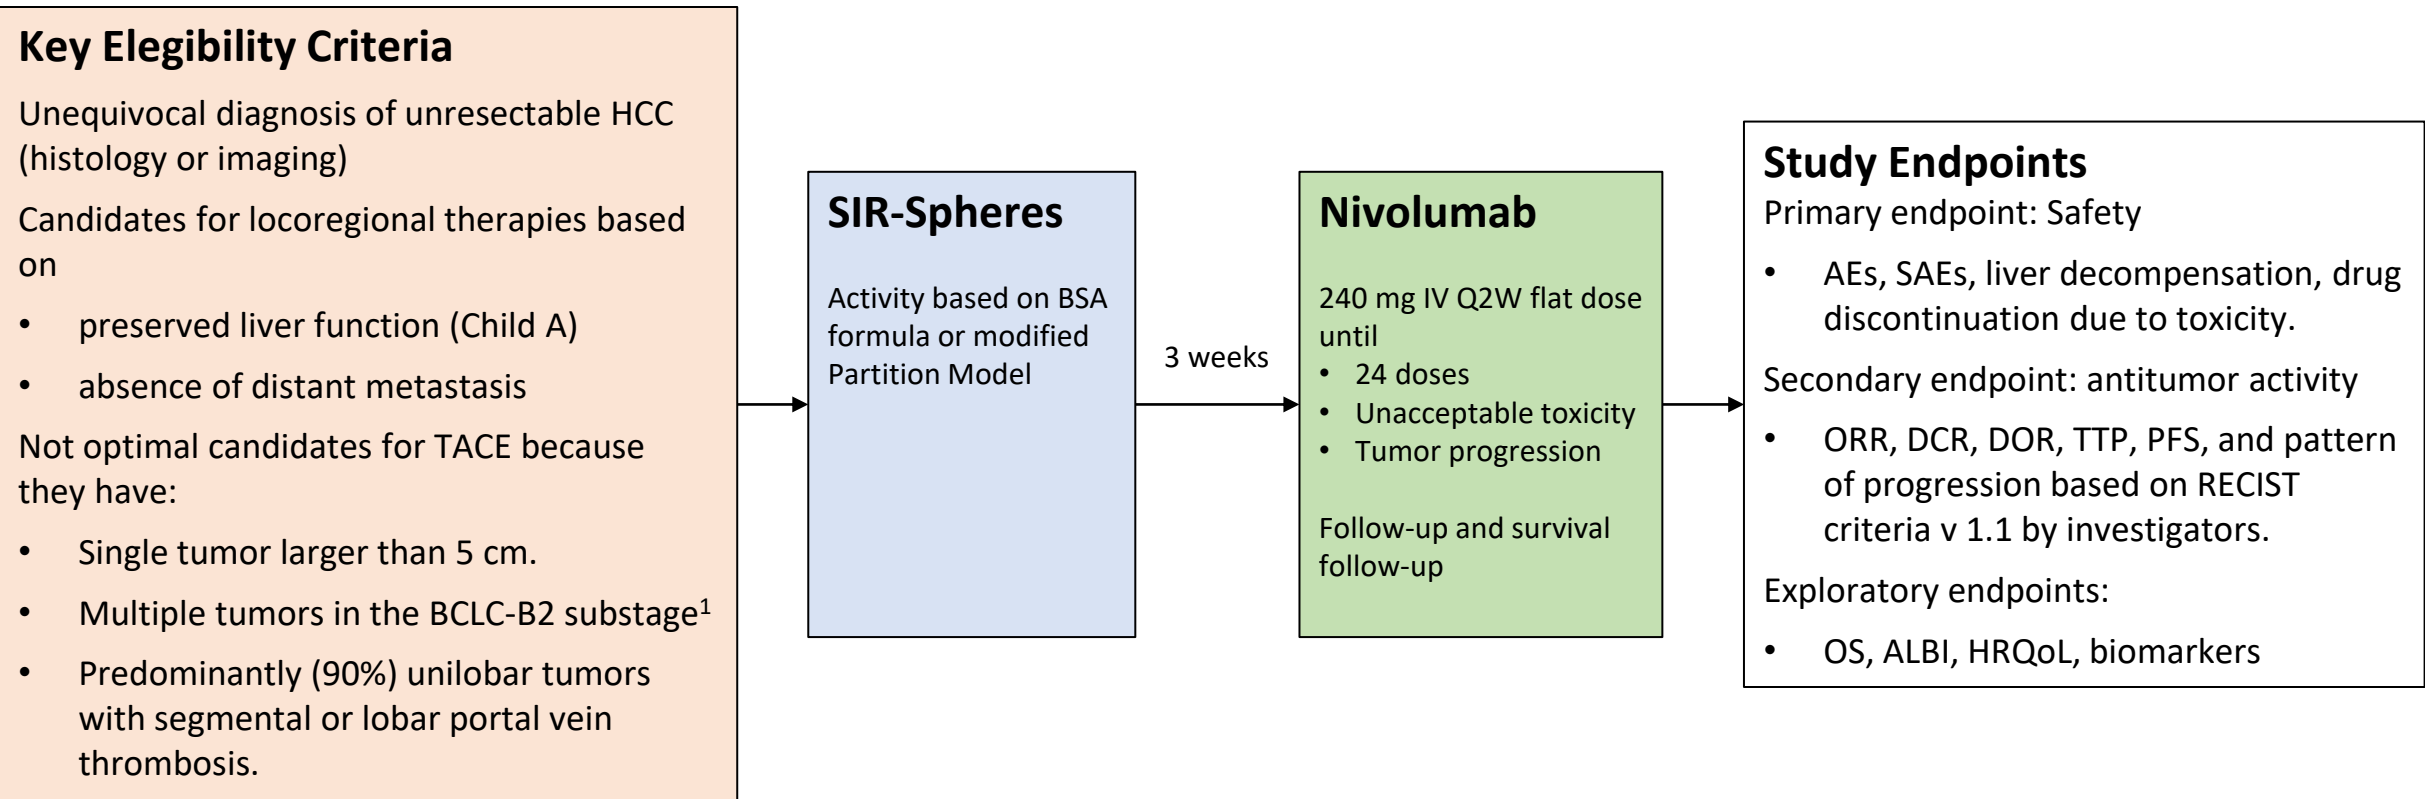 Key Elegibility Criteria
Unequivocal diagnosis of unresectable HCC
(histology or imaging)
Candidates for locoregional therapies based
on
• preserved liver function (Child A)
• absence of distant metastasis
Not optimal candidates for TACE because
they have:
• Single tumor larger than 5 cm.
• Multiple tumors in the BCLC-B2 substage¹
• Predominantly (90%) unilobar tumors
with segmental or lobar portal vein
thrombosis.
SIR-Spheres
Activity based on BSA
formula or modified
Partition Model
3 weeks
Nivolumab
240 mg IV Q2W flat dose
until
• 24 doses
• Unacceptable toxicity
• Tumor progression
Follow-up and survival
follow-up
Study Endpoints
Primary endpoint: Safety
• AEs, SAEs, liver decompensation, drug
discontinuation due to toxicity.
Secondary endpoint: antitumor activity
• ORR, DCR, DOR, TTP, PFS, and pattern
of progression based on RECIST
criteria v 1.1 by investigators.
Exploratory endpoints:
• OS, ALBI, HRQoL, biomarkers